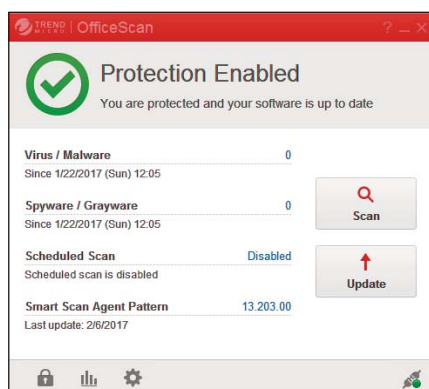 TREND MICRO | OfficeScan
Protection Enabled
You are protected and your software is up to date
Virus / Malware 0
Since 1/22/2017 (Sun) 12:05
Spyware / Grayware 0
Since 1/22/2017 (Sun) 12:05
Scan
Scheduled Scan Disabled
Scheduled scan is disabled
Update
Smart Scan Agent Pattern 13.203.00
Last update: 2/6/2017